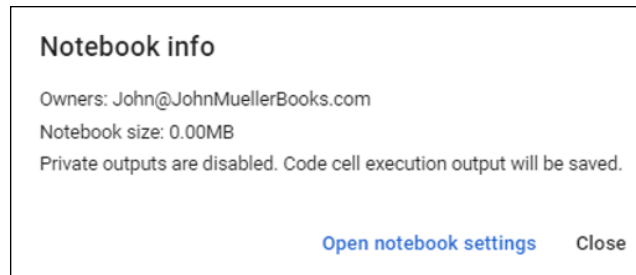 Notebook info
Owners: John@JohnMuellerBooks.com
Notebook size: 0.00MB
Private outputs are disabled. Code cell execution output will be saved.
Open notebook settings Close